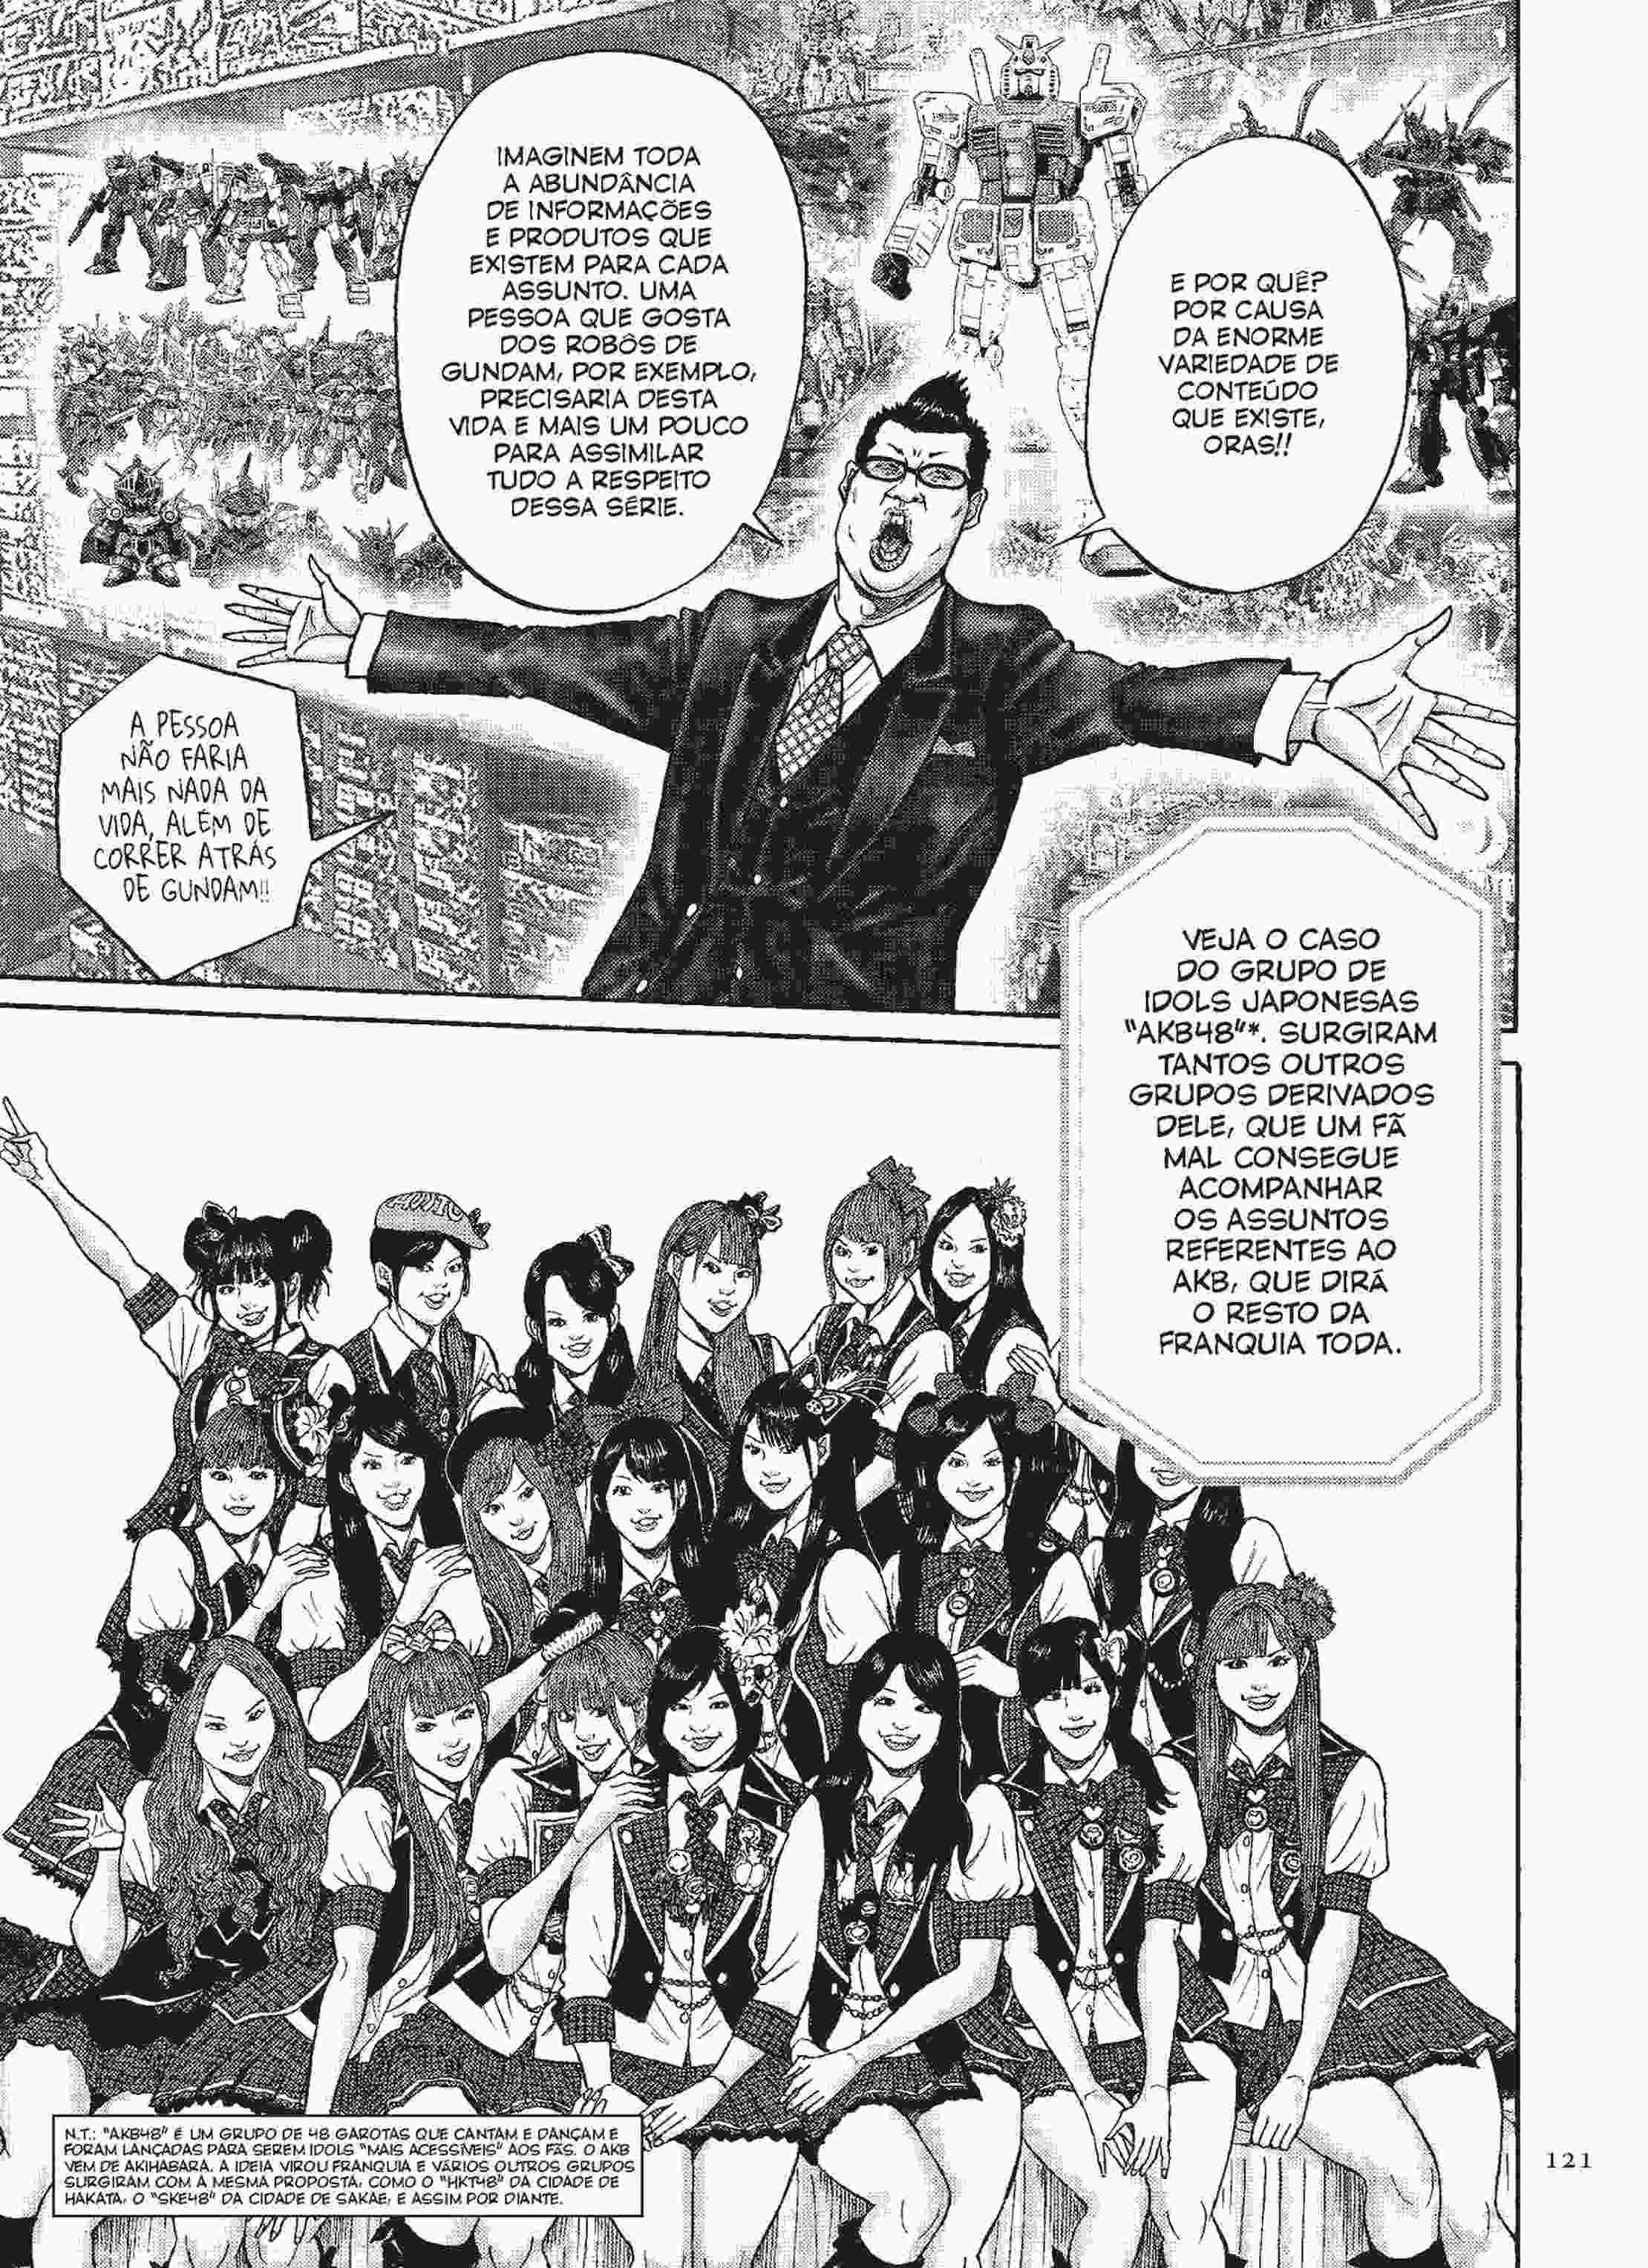 E POR QUÊ?
POR CAUSA
DA ENORME
VARIEDADE DE
CONTEÚDO
QUE EXISTE,
ORAS!!
IMAGINEM TODA
A ABUNDÂNCIA
DE INFORMAÇÕES
E PRODUTOS QUE
EXISTEM PARA CADA
ASSUNTO. UMA
PESSOA QUE GOSTA
DOS ROBÔS DE
GUNDAM, POR EXEMPLO,
PRECISARIA DESTA
VIDA E MAIS UM POUCO
PARA ASSIMILAR
TUDO A RESPEITO
DESSA SÉRIE.
A PESSOA
NÃO FARIA
MAIS NADA DA
VIDA, ALÉM DE
CORRER ATRÁS
DE GUNDAM!!
VEJA O CASO
DO GRUPO DE
IDOLS JAPONESAS
"AKB48"*. SURGIRAM
TANTOS OUTROS
GRUPOS DERIVADOS
DELE, QUE UM FÃ
MAL CONSEGUE
ACOMPANHAR
OS ASSUNTOS
REFERENTES AO
AKB, QUE DIRÁ
O RESTO DA
FRANQUIA TODA.
N.T.: "AKB48" É UM GRUPO DE 48 GAROTAS QUE CANTAM E DANÇAM E
FORAM LANÇADAS PARA SEREM IDOLS "MAIS ACESSÍVEIS" AOS FÃS. O AKB
VEM DE AKIHABARA. A IDEIA VIROU FRANQUIA E VÁRIOS OUTROS GRUPOS
SURGIRAM COM A MESMA PROPOSTA, COMO O "HKT48" DA CIDADE DE
HAKATA, O "SKE48" DA CIDADE DE SAKAE, E ASSIM POR DIANTE.
121